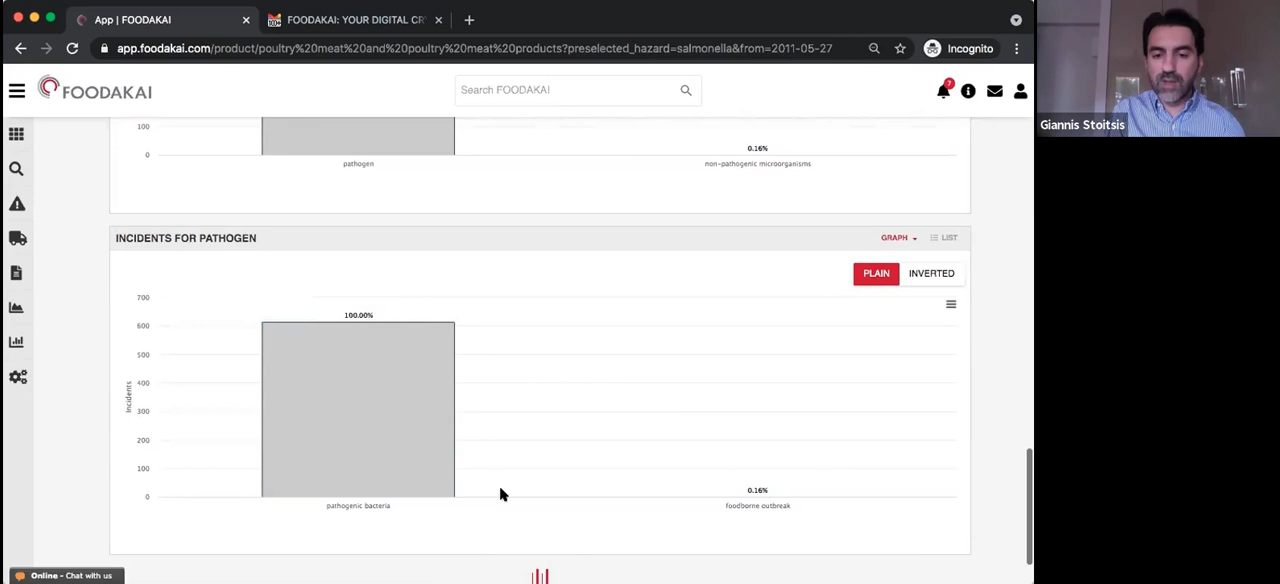 App | FOODAKAI
FOODAKAI: YOUR DIGITAL CR
app.foodakai.com/product/poultry%20meat%20and%20poultry%20meat%20products?preselected_hazard=salmonella&from=2011-05-27
Incognito
FOODAKAI
Search FOODAKAI
7
Giannis Stoitsis
100
0
0.16%
pathogen
non-pathogenic microorganisms
INCIDENTS FOR PATHOGEN
GRAPH
LIST
PLAIN
INVERTED
700
600
500
400
300
200
100
0
Incidents
100.00%
0.16%
pathogenic bacteria
foodborne outbreak
Online - Chat with us